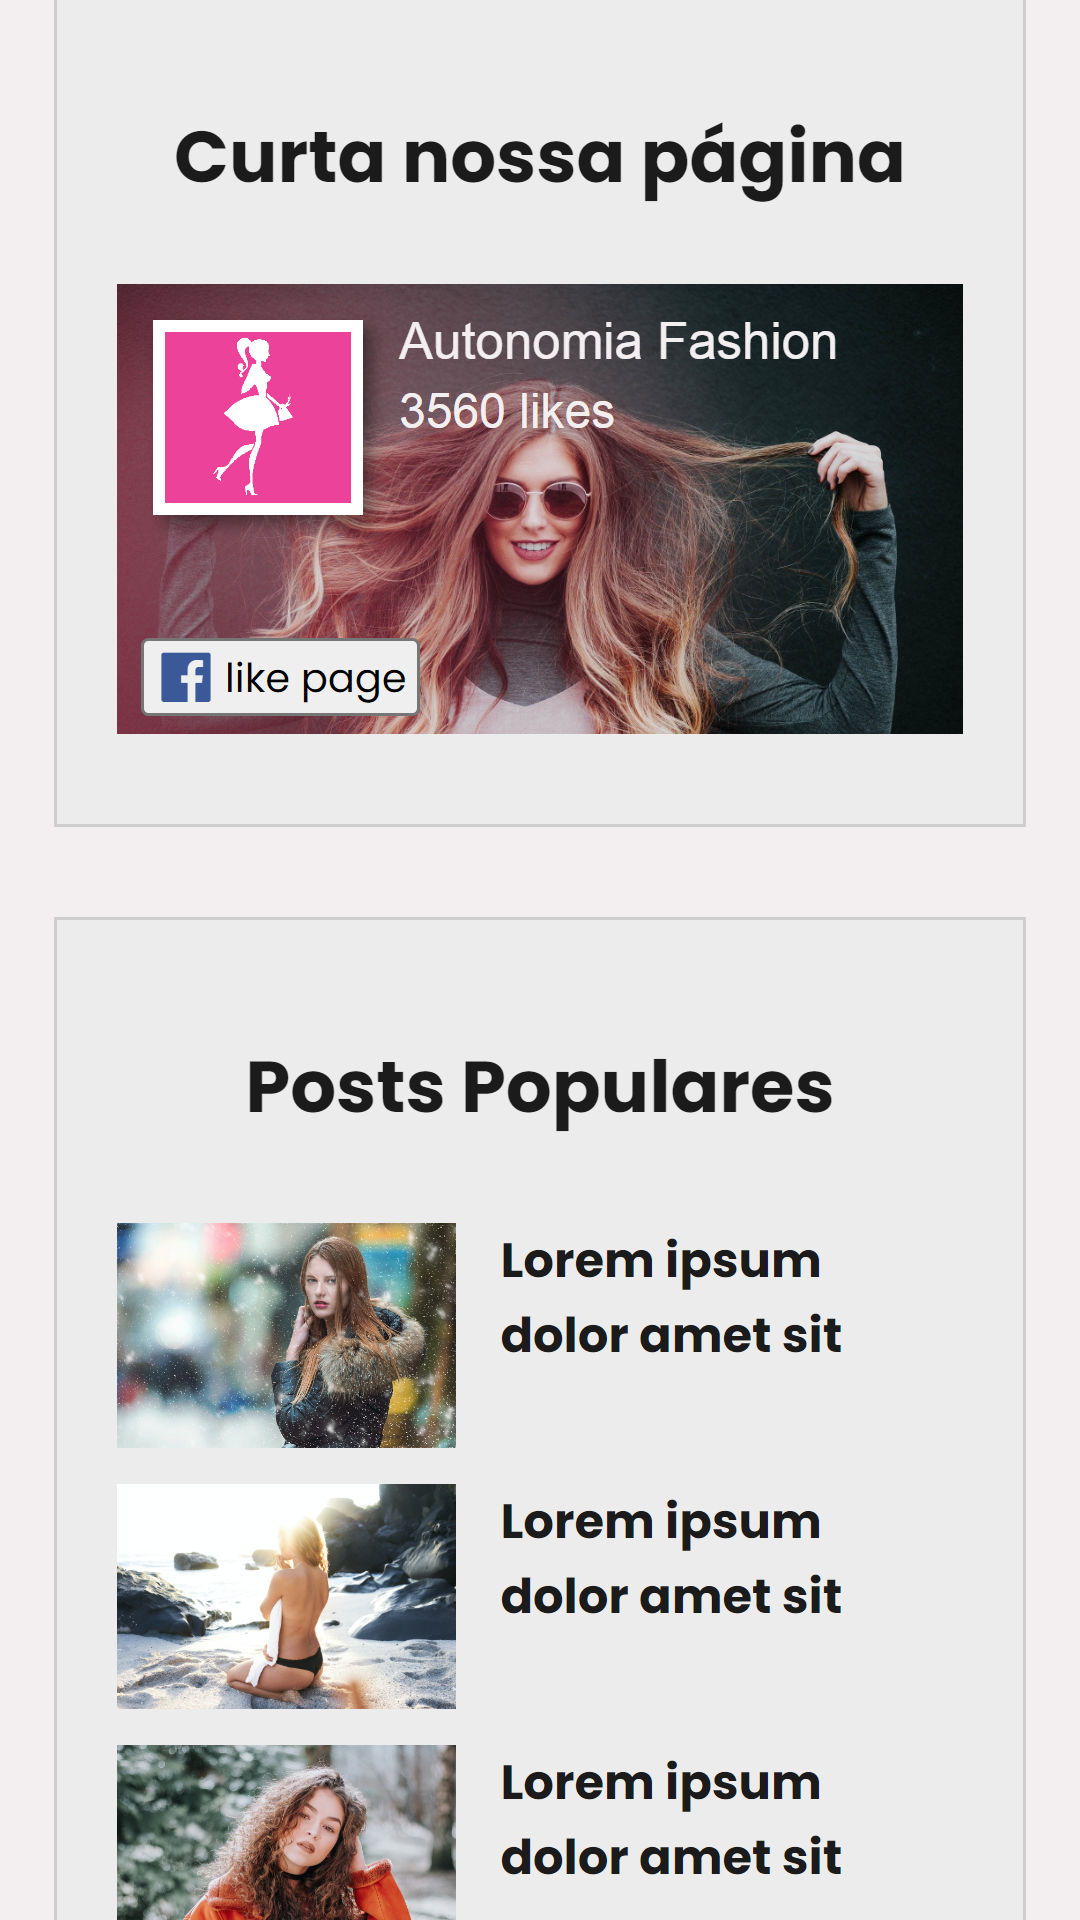 Curta nossa página
Autonomia Fashion
3560 likes
like page
Posts Populares
Lorem ipsum
dolor amet sit
Lorem ipsum
dolor amet sit
Lorem ipsum
dolor amet sit